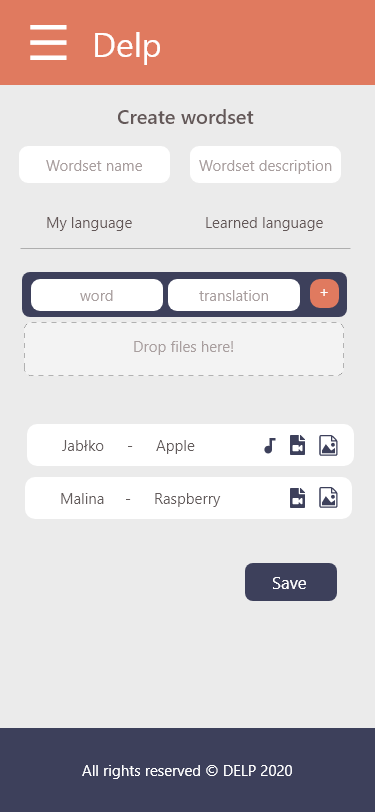 Delp
Create wordset
Wordset name Wordset description
My language Learned language
word translation +
Drop files here!
Jabłko - Apple
Malina - Raspberry
Save
All rights reserved © DELP 2020